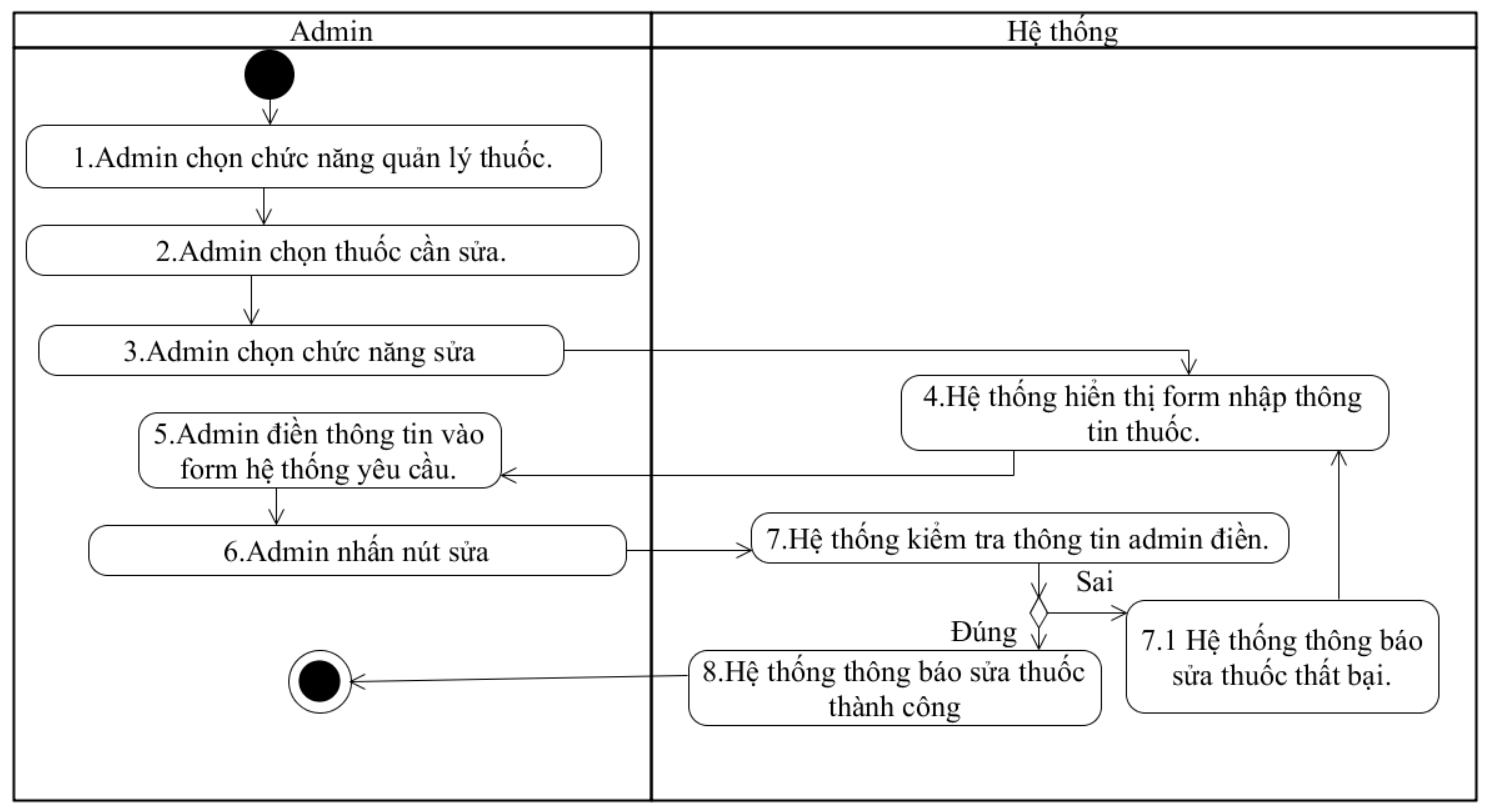 Admin
Hệ thống
1.Admin chọn chức năng quản lý thuốc.
2.Admin chọn thuốc cần sửa.
3.Admin chọn chức năng sửa
4.Hệ thống hiển thị form nhập thông
tin thuốc.
5.Admin điền thông tin vào
form hệ thống yêu cầu.
6.Admin nhấn nút sửa
7.Hệ thống kiểm tra thông tin admin điền.
Sai
Đúng
7.1 Hệ thống thông báo
sửa thuốc thất bại.
8.Hệ thống thông báo sửa thuốc
thành công